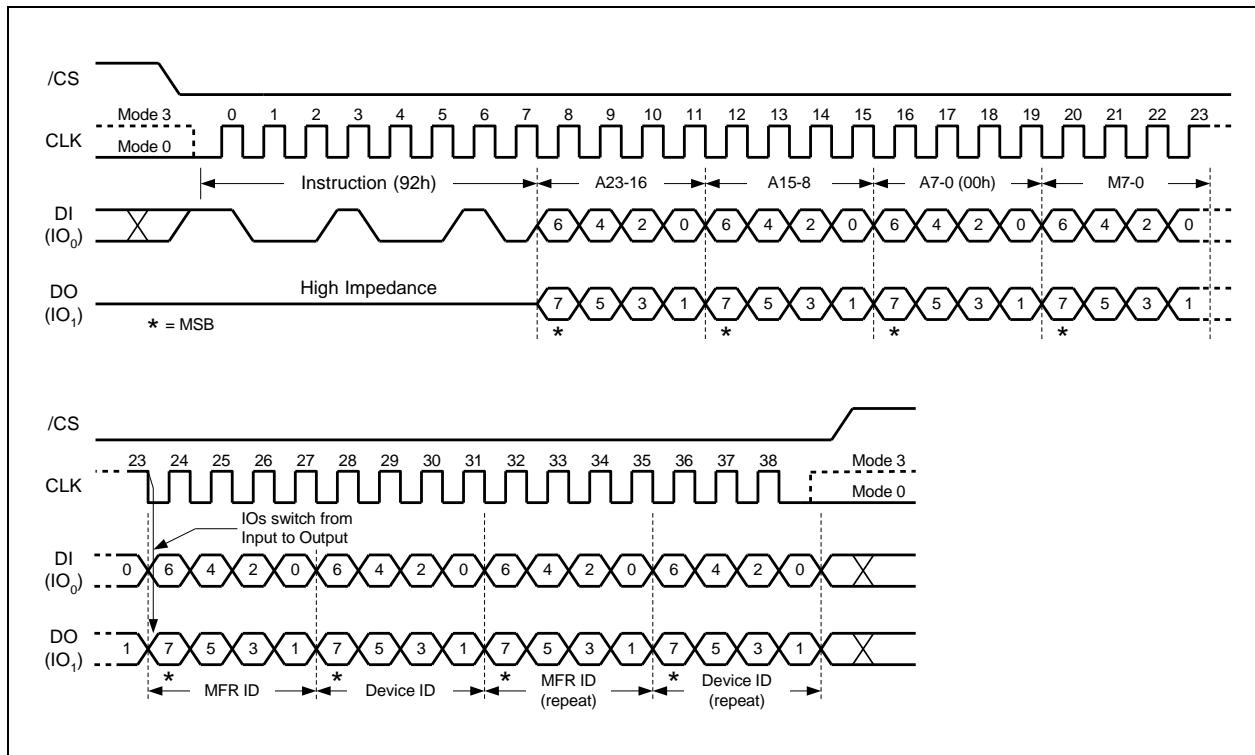 /CS
Mode 3 0 1 2 3 4 5 6 7 8 9 10 11 12 13 14 15 16 17 18 19 20 21 22 23
CLK
Mode 0
Instruction (92h) A23-16 A15-8 A7-0 (00h) M7-0
DI
(IO0) 6 4 2 0 6 4 2 0 6 4 2 0 6 4 2 0
High Impedance
DO
(IO1) 7 5 3 1 7 5 3 1 7 5 3 1 7 5 3 1
* = MSB * * * *
/CS
23 24 25 26 27 28 29 30 31 32 33 34 35 36 37 38 Mode 3
CLK
Mode 0
IOs switch from
Input to Output
DI
(IO0) 0 6 4 2 0 6 4 2 0 6 4 2 0 6 4 2 0
DO
(IO1) 1 7 5 3 1 7 5 3 1 7 5 3 1 7 5 3 1
* * * *
MFR ID Device ID MFR ID
(repeat) Device ID
(repeat)